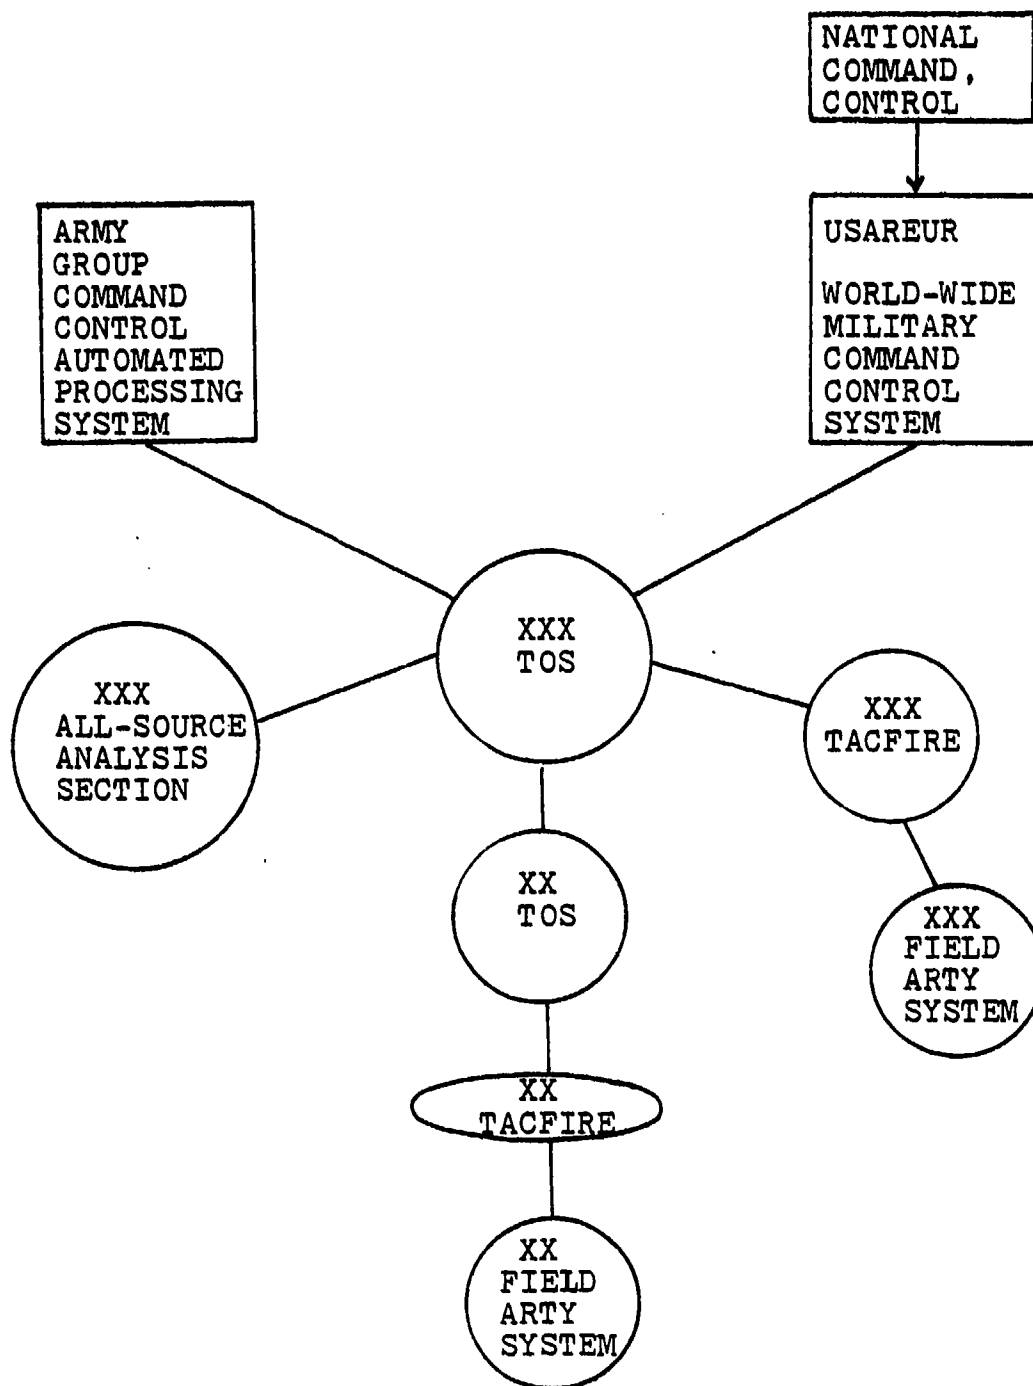 NATIONAL
COMMAND,
CONTROL
ARMY
GROUP
COMMAND
CONTROL
AUTOMATED
PROCESSING
SYSTEM
USAREUR
WORLD-WIDE
MILITARY
COMMAND
CONTROL
SYSTEM
XXX
TOS
XXX
ALL-SOURCE
ANALYSIS
SECTION
XXX
TACFIRE
XX
TOS
XXX
FIELD
ARTY
SYSTEM
XX
TACFIRE
XX
FIELD
ARTY
SYSTEM